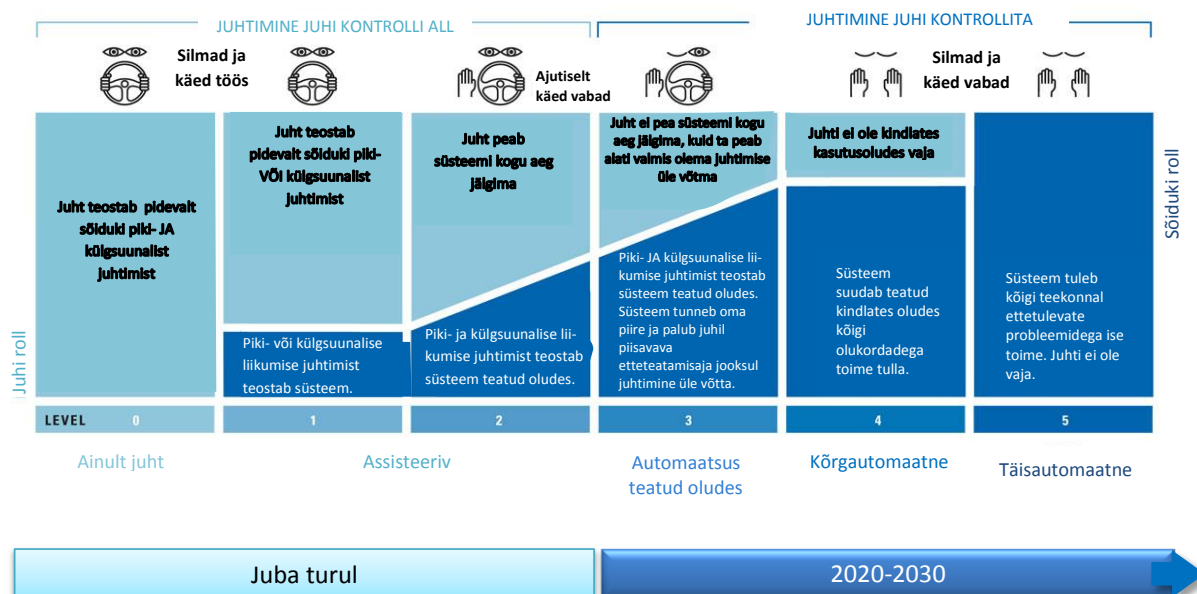 JUHTIMINE JUHI KONTROLLI ALL
JUHTIMINE JUHI KONTROLLITA
Silmad ja
käed töös
Ajutiselt
käed vabad
Silmad ja
käed vabad
Juht teostab pidevalt
sõiduki piki- JA
külgsuunalist
juhtimist
Juht teostab
pidevalt sõiduki piki-
VÕI külgsuunalist
juhtimist
Juht peab
süsteemi kogu aeg
jälgima
Juht ei pea süsteemi kogu
aeg jälgima, kuid ta peab
alati valmis olema juhtimise
üle võtma
Juhti ei ole kindlates
kasutusoludes vaja
Piki- või külgsuunalise
liikumise juhtimist
teostab süsteem.
Piki- ja külgsuunalise lii-
kumise juhtimist teostab
süsteem teatud oludes.
Piki- JA külgsuunalise lii-
kumise juhtimist teostab
süsteem teatud oludes.
Süsteem tunneb oma
piire ja palub juhil
piisavava
etteteatamisaja jooksul
juhtimine üle võtta.
Süsteem
suudab teatud
kindlates oludes
kõigi
olukordadega
toime tulla.
Süsteem tuleb
kõigi teekonnal
ettetulevate
probleemidega ise
toime. Juhti ei ole
vaja.
Juhi roll
Sõiduki roll
LEVEL 0 1 2 3 4 5
Ainult juht
Assisteeriv
Automaatsus
teatud oludes
Kõrgautomaatne
Täisautomaatne
Juba turul
2020-2030